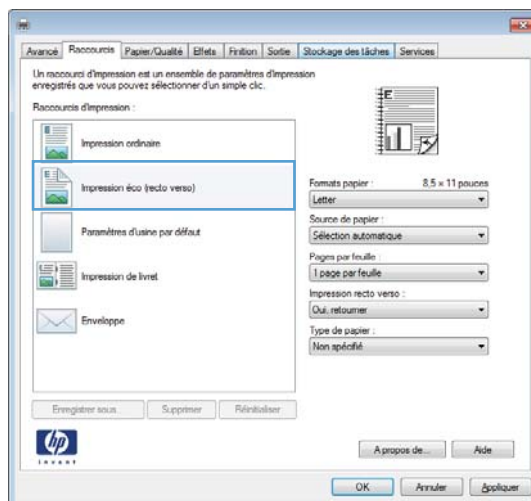 Avancé Raccourcis Papier/Qualité Effets Finition Sortie Stockage des tâches Services
Un raccourci d'impression est un ensemble de paramètres d'impression
enregistrés que vous pouvez sélectionner d'un simple clic.
Raccourcis d'impression :
Impression ordinaire
Impression éco (recto verso)
Paramètres d'usine par défaut
Impression de livret
Enveloppe
E
Formats papier : 8,5 × 11 pouces
Letter
Source de papier :
Sélection automatique
Pages par feuille :
1 page par feuille
Impression recto verso :
Oui, retourner
Type de papier :
Non spécifié
Enregistrer sous... Supprimer Réinitialiser
hp
invent
A propos de... Aide
OK Annuler Appliquer